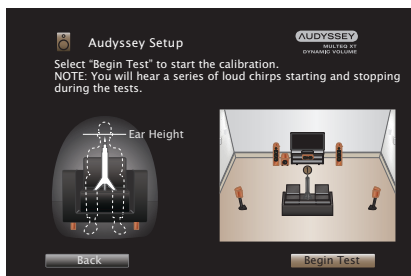 Audyssey Setup
AUDYSSEY
MULTEQ XT
DYNAMIC VOLUME
Select “Begin Test” to start the calibration.
NOTE: You will hear a series of loud chirps starting and stopping
during the tests.
Ear Height
Back
Begin Test